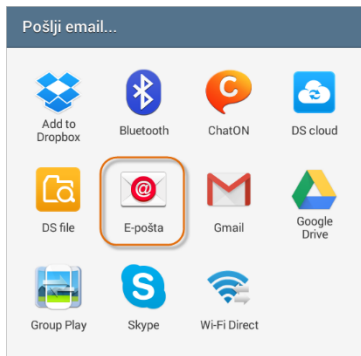 Pošlji email...
Add to
Dropbox
Bluetooth
ChatON
DS cloud
DS file
E-pošta
Gmail
Google
Drive
Group Play
Skype
Wi-Fi Direct